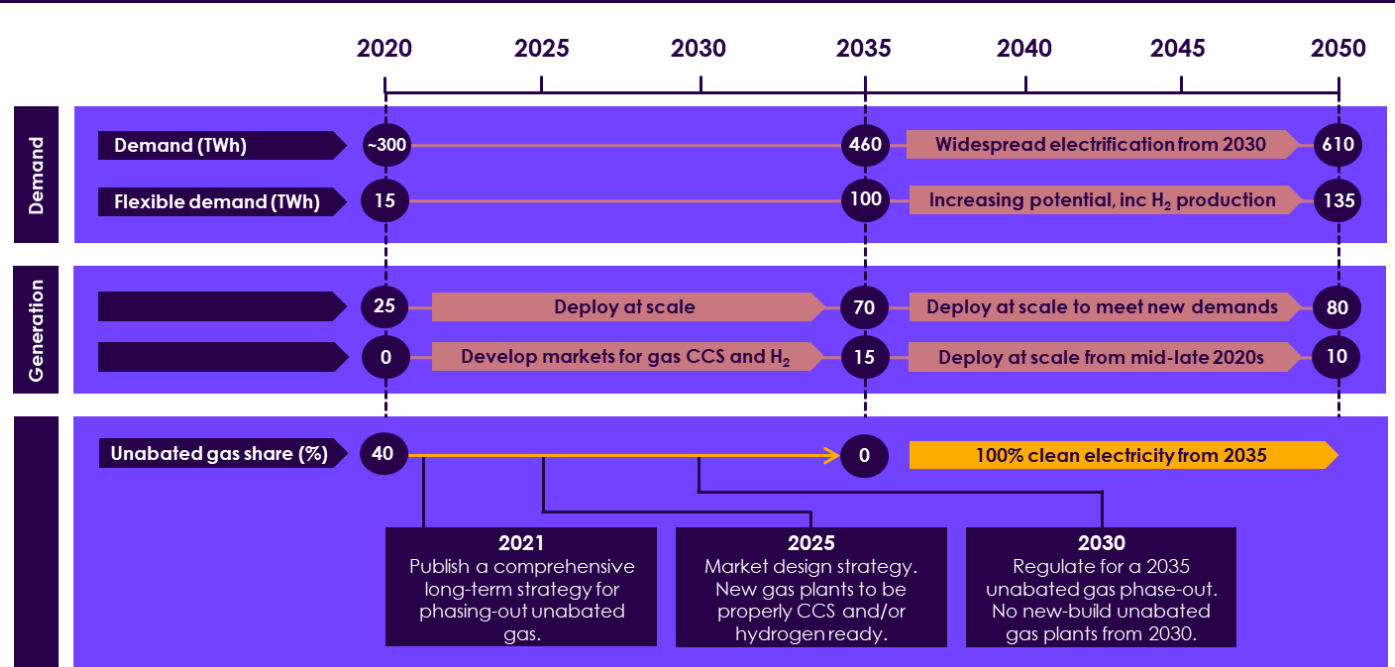 2020 2025 2030 2035 2040 2045 2050
Demand
Demand (TWh) ~300 460 Widespread electrification from 2030 610
Flexible demand (TWh) 15 100 Increasing potential, inc H₂ production 135
Generation
25 Deploy at scale 70 Deploy at scale to meet new demands 80
0 Develop markets for gas CCS and H₂ 15 Deploy at scale from mid-late 2020s 10
Unabated gas share (%) 40 0 100% clean electricity from 2035
2021
Publish a comprehensive
long-term strategy for
phasing-out unabated
gas.
2025
Market design strategy.
New gas plants to be
properly CCS and/or
hydrogen ready.
2030
Regulate for a 2035
unabated gas phase-out.
No new-build unabated
gas plants from 2030.